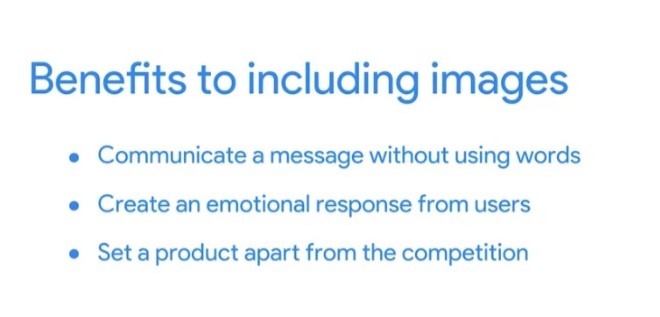 Benefits to including images
• Communicate a message without using words
• Create an emotional response from users
• Set a product apart from the competition